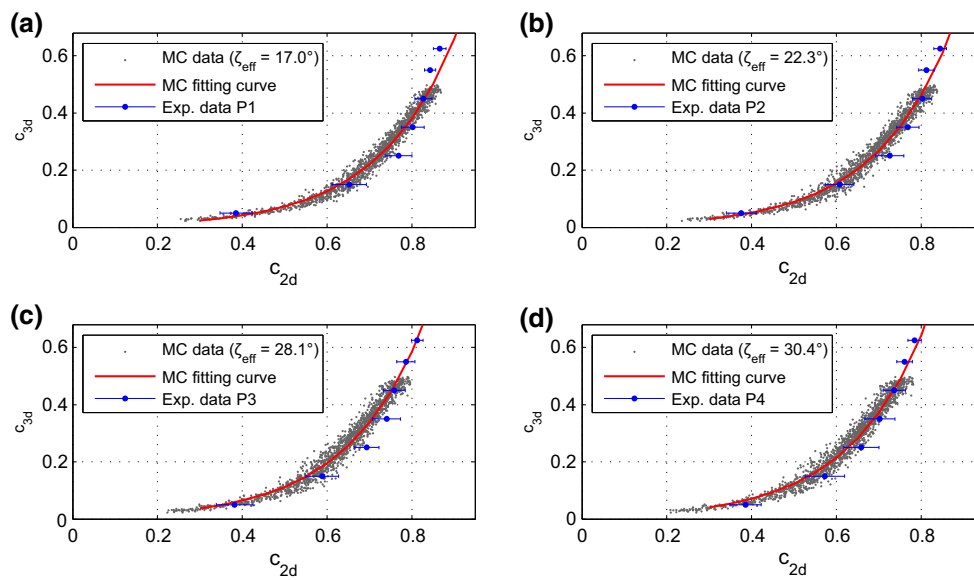 (a)
MC data (ζeff = 17.0°)
MC fitting curve
Exp. data P1
c3d
0.6
0.4
0.2
0
0 0.2 0.4 0.6 0.8
c2d
(b)
MC data (ζeff = 22.3°)
MC fitting curve
Exp. data P2
c3d
0.6
0.4
0.2
0
0 0.2 0.4 0.6 0.8
c2d
(c)
MC data (ζeff = 28.1°)
MC fitting curve
Exp. data P3
c3d
0.6
0.4
0.2
0
0 0.2 0.4 0.6 0.8
c2d
(d)
MC data (ζeff = 30.4°)
MC fitting curve
Exp. data P4
c3d
0.6
0.4
0.2
0
0 0.2 0.4 0.6 0.8
c2d